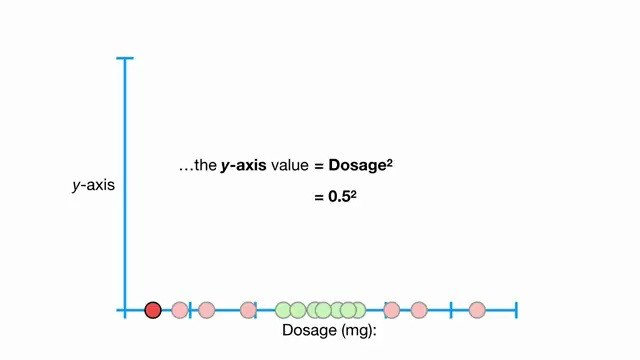 …the y-axis value = Dosage²
y-axis
= 0.5²
Dosage (mg):